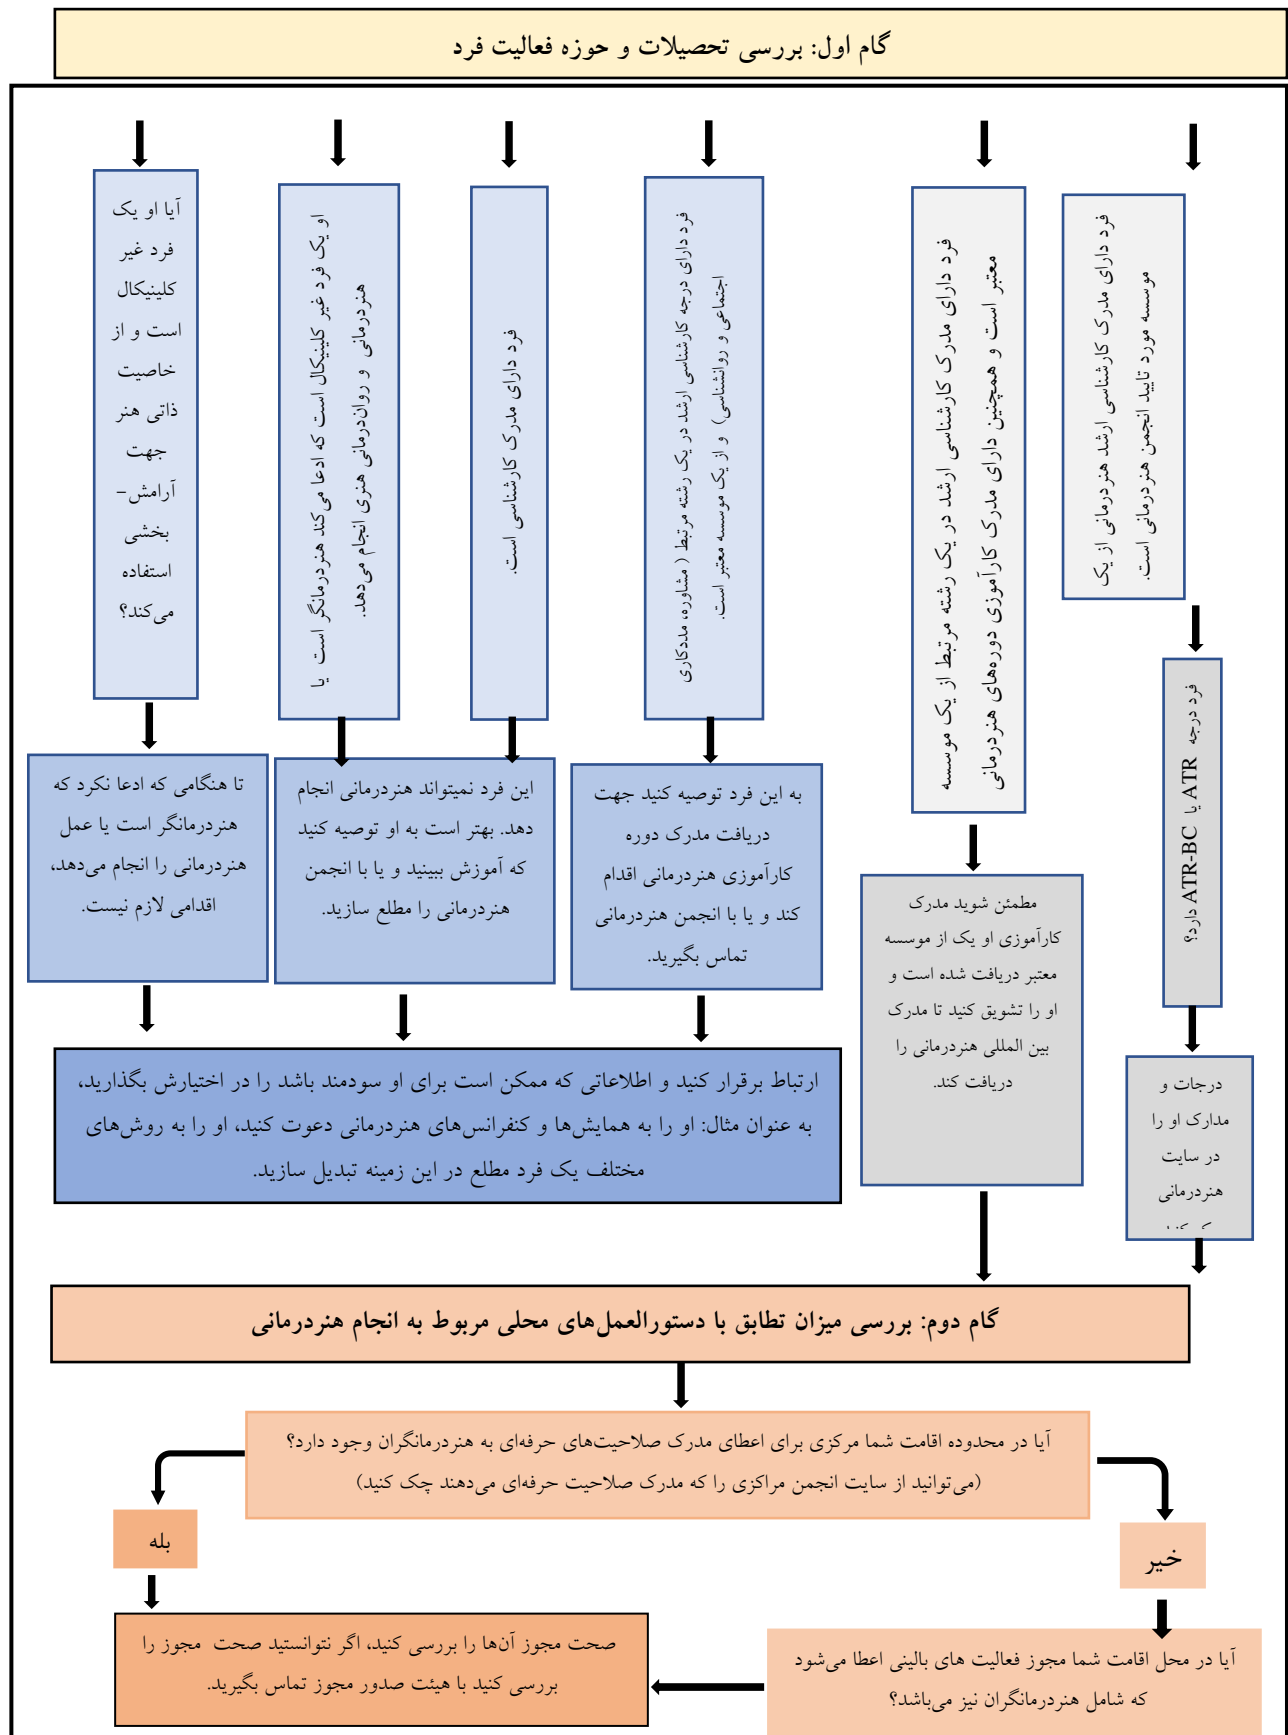 گام اول: بررسی تحصیلات و حوزه فعالیت فرد
فرد دارای مدرک کارشناسی ارشد هنردرمانی از یک
موسسه مورد تایید انجمن هنردرمانی است.
فرد دارای مدرک کارشناسی ارشد در یک رشته مرتبط از یک موسسه
معتبر است و همچنین دارای مدرک کارآموزی دوره‌های هنردرمانی
فرد دارای درجه کارشناسی ارشد در یک رشته مرتبط ( مشاوره، مددکاری
اجتماعی و روانشناسی) و از یک موسسه معتبر است.
فرد دارای مدرک کارشناسی است.
او یک فرد غیر کلینیکال است که ادعا می‌کند هنردرمانگر است یا
هنردرمانی و روان‌درمانی هنری انجام می‌دهد.
آیا او یک
فرد غیر
کلینیکال
است و از
خاصیت
ذاتی هنر
جهت
آرامش-
بخشی
استفاده
می‌کند؟
فرد درجه ATR یا ATR-BC دارد؟
درجات و
مدارک او را
در سایت
هنردرمانی
مطمئن شوید مدرک
کارآموزی او یک از موسسه
معتبر دریافت شده است و
او را تشویق کنید تا مدرک
بین المللی هنردرمانی را
دریافت کند.
به این فرد توصیه کنید جهت
دریافت مدرک دوره
کارآموزی هنردرمانی اقدام
کند و یا با انجمن هنردرمانی
تماس بگیرید.
این فرد نمیتواند هنردرمانی انجام
دهد. بهتر است به او توصیه کنید
که آموزش ببینید و یا با انجمن
هنردرمانی را مطلع سازید.
تا هنگامی که ادعا نکرد که
هنردرمانگر است یا عمل
هنردرمانی را انجام می‌دهد،
اقدامی لازم نیست.
ارتباط برقرار کنید و اطلاعاتی که ممکن است برای او سودمند باشد را در اختیارش بگذارید،
به عنوان مثال: او را به همایش‌ها و کنفرانس‌های هنردرمانی دعوت کنید، او را به روش‌های
مختلف یک فرد مطلع در این زمینه تبدیل سازید.
گام دوم: بررسی میزان تطابق با دستورالعمل‌های محلی مربوط به انجام هنردرمانی
آیا در محدوده اقامت شما مرکزی برای اعطای مدرک صلاحیت‌های حرفه‌ای به هنردرمانگران وجود دارد؟
(می‌توانید از سایت انجمن مراکزی را که مدرک صلاحیت حرفه‌ای می‌دهند چک کنید)
خیر
بله
آیا در محل اقامت شما مجوز فعالیت های بالینی اعطا می‌شود
که شامل هنردرمانگران نیز می‌باشد؟
صحت مجوز آن‌ها را بررسی کنید، اگر نتوانستید صحت مجوز را
بررسی کنید با هیئت صدور مجوز تماس بگیرید.